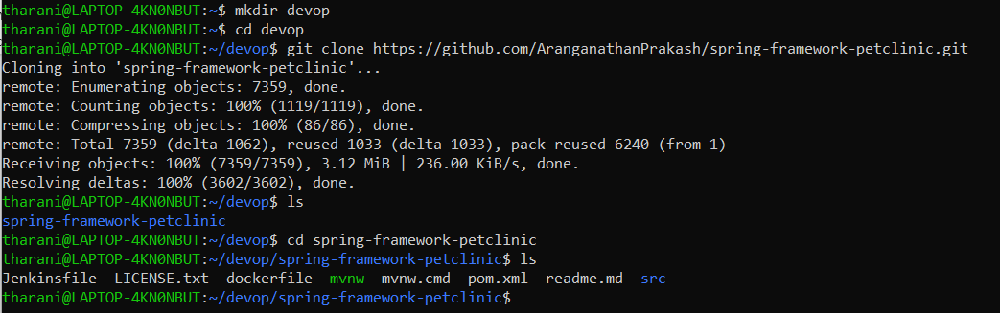 tharani@LAPTOP-4KN0NBUT:~$ mkdir devop
tharani@LAPTOP-4KN0NBUT:~$ cd devop
tharani@LAPTOP-4KN0NBUT:~/devop$ git clone https://github.com/AranganathanPrakash/spring-framework-petclinic.git
Cloning into 'spring-framework-petclinic'...
remote: Enumerating objects: 7359, done.
remote: Counting objects: 100% (1119/1119), done.
remote: Compressing objects: 100% (86/86), done.
remote: Total 7359 (delta 1062), reused 1033 (delta 1033), pack-reused 6240 (from 1)
Receiving objects: 100% (7359/7359), 3.12 MiB | 236.00 KiB/s, done.
Resolving deltas: 100% (3602/3602), done.
tharani@LAPTOP-4KN0NBUT:~/devop$ ls
spring-framework-petclinic
tharani@LAPTOP-4KN0NBUT:~/devop$ cd spring-framework-petclinic
tharani@LAPTOP-4KN0NBUT:~/devop/spring-framework-petclinic$ ls
Jenkinsfile  LICENSE.txt  dockerfile  mvnw  mvnw.cmd  pom.xml  readme.md  src
tharani@LAPTOP-4KN0NBUT:~/devop/spring-framework-petclinic$